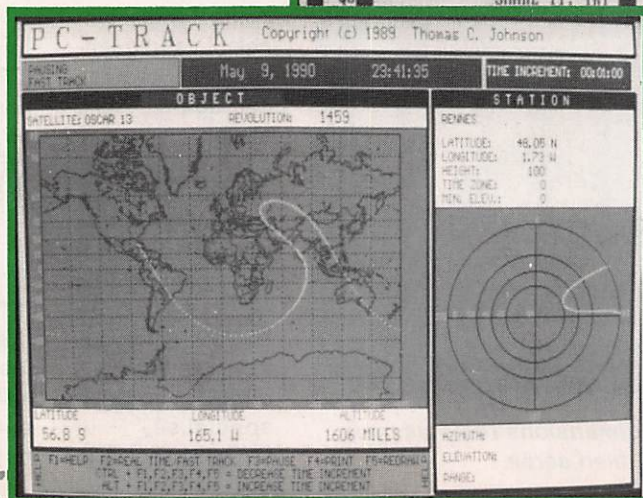 PC-TRACK Copyright (c) 1989 Thomas C. Johnson
PAUSING
FAST TRACK
May 9, 1990 23:41:35
TIME INCREMENT: 00:01:00
OBJECT
SATELLITE: OSCAR 13 REVOLUTION: 1459
LATITUDE LONGITUDE ALTITUDE
56.8 S 165.1 W 1606 MILES
HELP F1=HELP F2=REAL TIME/FAST TRACK F3=PAUSE F4=PRINT F5=REDRAW
CTRL + F1,F2,F3,F4,F5 = DECREASE TIME INCREMENT
ALT + F1,F2,F3,F4,F5 = INCREASE TIME INCREMENT
STATION
RENNES
LATITUDE: 48.05 N
LONGITUDE: 1.73 W
HEIGHT: 100
TIME ZONE: 0
MIN. ELEV.: 0
AZIMUTH:
ELEVATION:
RANGE: